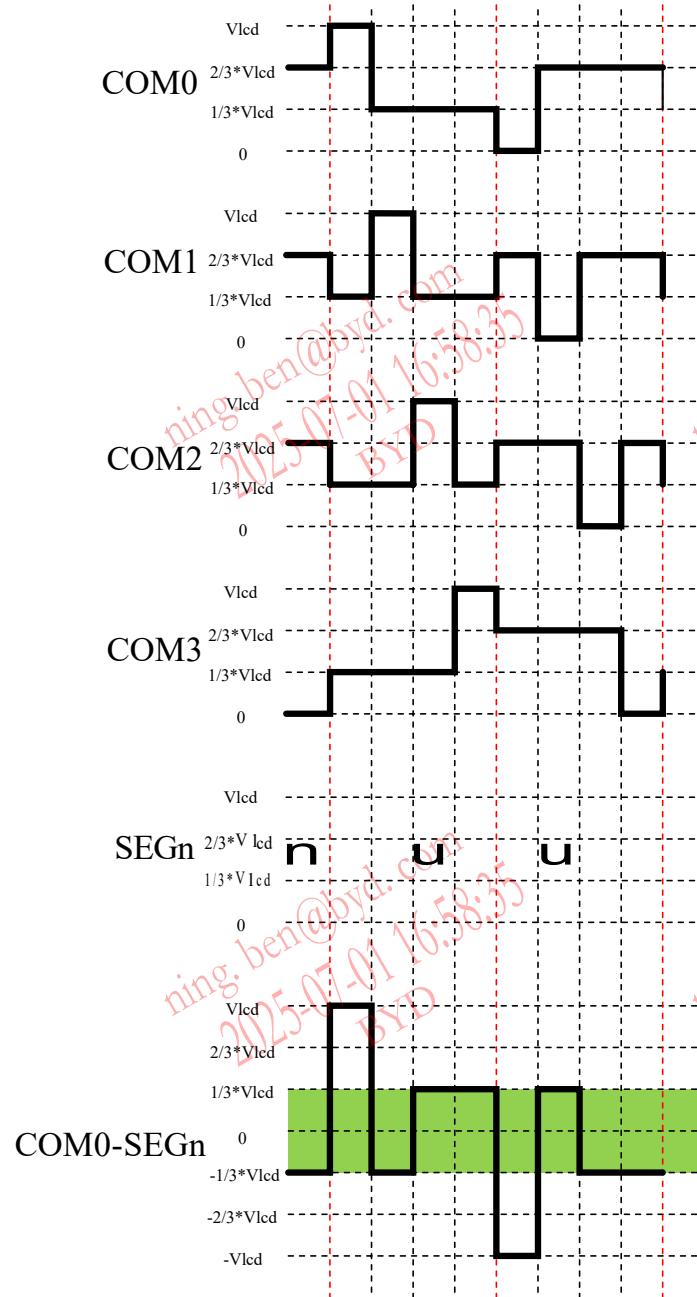 Vlcd
COM0
2/3*Vlcd
1/3*Vlcd
0
Vlcd
COM1
2/3*Vlcd
1/3*Vlcd
0
ning.ben@byd.com
2025-07-01 16:58:35
BYD
Vlcd
COM2
2/3*Vlcd
1/3*Vlcd
0
Vlcd
COM3
2/3*Vlcd
1/3*Vlcd
0
Vlcd
SEGn
2/3*Vlcd
n u u
1/3*Vlcd
0
ning.ben@byd.com
2025-07-01 16:58:35
BYD
Vlcd
2/3*Vlcd
1/3*Vlcd
COM0-SEGn
0
-1/3*Vlcd
-2/3*Vlcd
-Vlcd